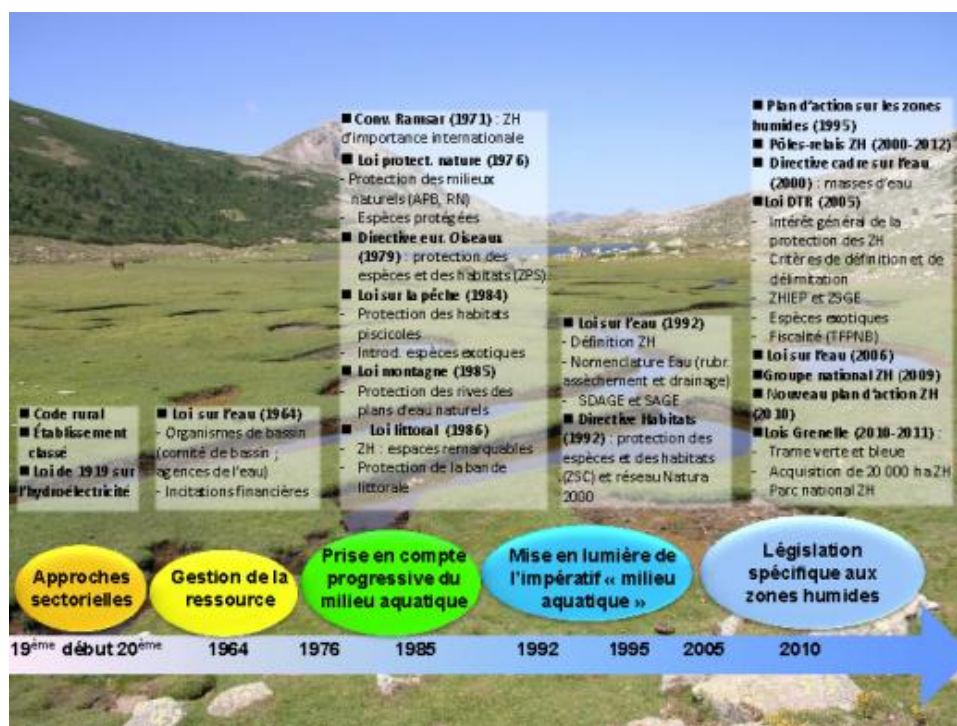 ■ Code rural
■ Établissement
classé
■ Loi de 1919 sur
l'hydroélectricité
■ Loi sur l'eau (1964)
- Organismes de bassin
(comité de bassin ;
agences de l'eau)
- Incitations financières
■ Conv. Ramsar (1971) : ZH
d'importance internationale
■ Loi protect. nature (1976)
- Protection des milieux
naturels (APB, RN)
- Espèces protégées
■ Directive eur. Oiseaux
(1979) : protection des
espèces et des habitats (ZPS)
■ Loi sur la pêche (1984)
- Protection des habitats
piscicoles
- Introd. espèces exotiques
■ Loi montagne (1985)
- Protection des rives des
plans d'eau naturels
■ Loi littoral (1986)
- ZH : espaces remarquables
- Protection de la bande
littorale
■ Loi sur l'eau (1992)
- Définition ZH
- Nomenclature Eau (rubr.
assèchement et drainage)
- SDAGE et SAGE
■ Directive Habitats
(1992) : protection des
espèces et des habitats
(ZSC) et réseau Natura
2000
■ Plan d'action sur les zones
humides (1995)
■ Pôles-relais ZH (2000-2012)
■ Directive cadre sur l'eau
(2000) : masses d'eau
■ Loi DTR (2005)
- Intérêt général de la
protection des ZH
- Critères de définition et de
délimitation
- ZHIEP et ZSGE
- Espèces exotiques
- Fiscalité (TFPNB)
■ Loi sur l'eau (2006)
■ Groupe national ZH (2009)
■ Nouveau plan d'action ZH
(2010)
■ Lois Grenelle (2010-2011) :
- Trame verte et bleue
- Acquisition de 20 000 ha ZH
- Parc national ZH
Approches
sectorielles
Gestion de la
ressource
Prise en compte
progressive du
milieu aquatique
Mise en lumière de
l'impératif « milieu
aquatique »
Législation
spécifique aux
zones humides
19ème début 20ème 1964 1976 1985 1992 1995 2005 2010